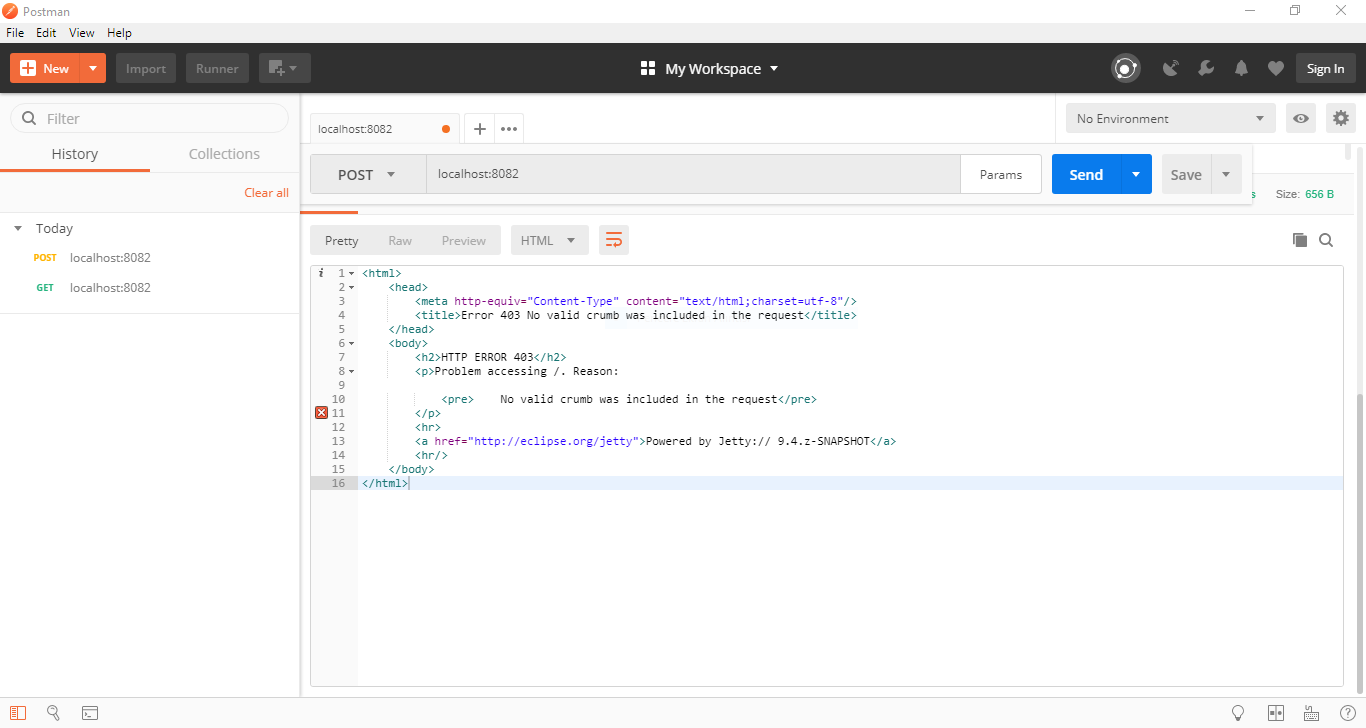 Postman
File Edit View Help
New Import Runner My Workspace Sign In
Filter
History Collections
Clear all
Today
POST localhost:8082
GET localhost:8082
localhost:8082
No Environment
POST localhost:8082 Params Send Save
s Size: 656 B
Pretty Raw Preview HTML
i 1 <html>
2 <head>
3 <meta http-equiv="Content-Type" content="text/html;charset=utf-8"/>
4 <title>Error 403 No valid crumb was included in the request</title>
5 </head>
6 <body>
7 <h2>HTTP ERROR 403</h2>
8 <p>Problem accessing /. Reason:
9
10 <pre>    No valid crumb was included in the request</pre>
11 </p>
12 <hr>
13 <a href="http://eclipse.org/jetty">Powered by Jetty:// 9.4.z-SNAPSHOT</a>
14 <hr/>
15 </body>
16 </html>